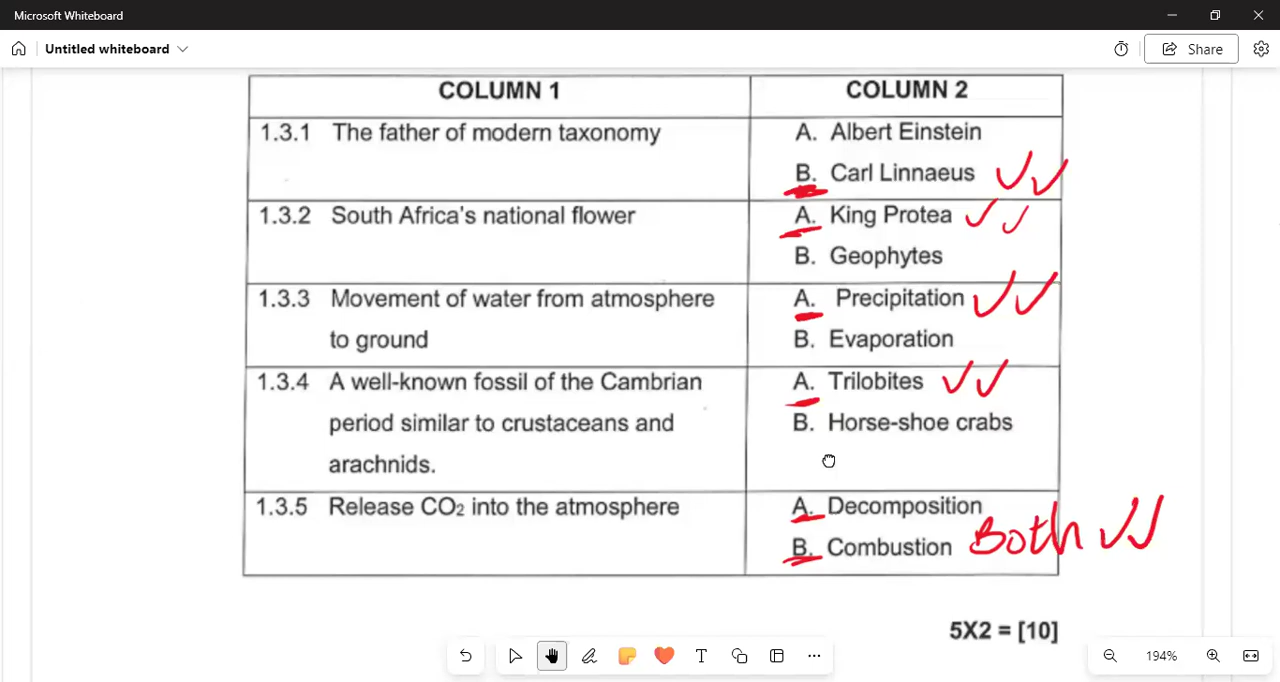 Microsoft Whiteboard
Untitled whiteboard
Share
COLUMN 1 COLUMN 2
1.3.1 The father of modern taxonomy A. Albert Einstein
B. Carl Linnaeus
1.3.2 South Africa's national flower A. King Protea
B. Geophytes
1.3.3 Movement of water from atmosphere A. Precipitation
to ground B. Evaporation
1.3.4 A well-known fossil of the Cambrian A. Trilobites
period similar to crustaceans and B. Horse-shoe crabs
arachnids.
1.3.5 Release CO₂ into the atmosphere A. Decomposition
B. Combustion Both
5X2 = [10]
194%